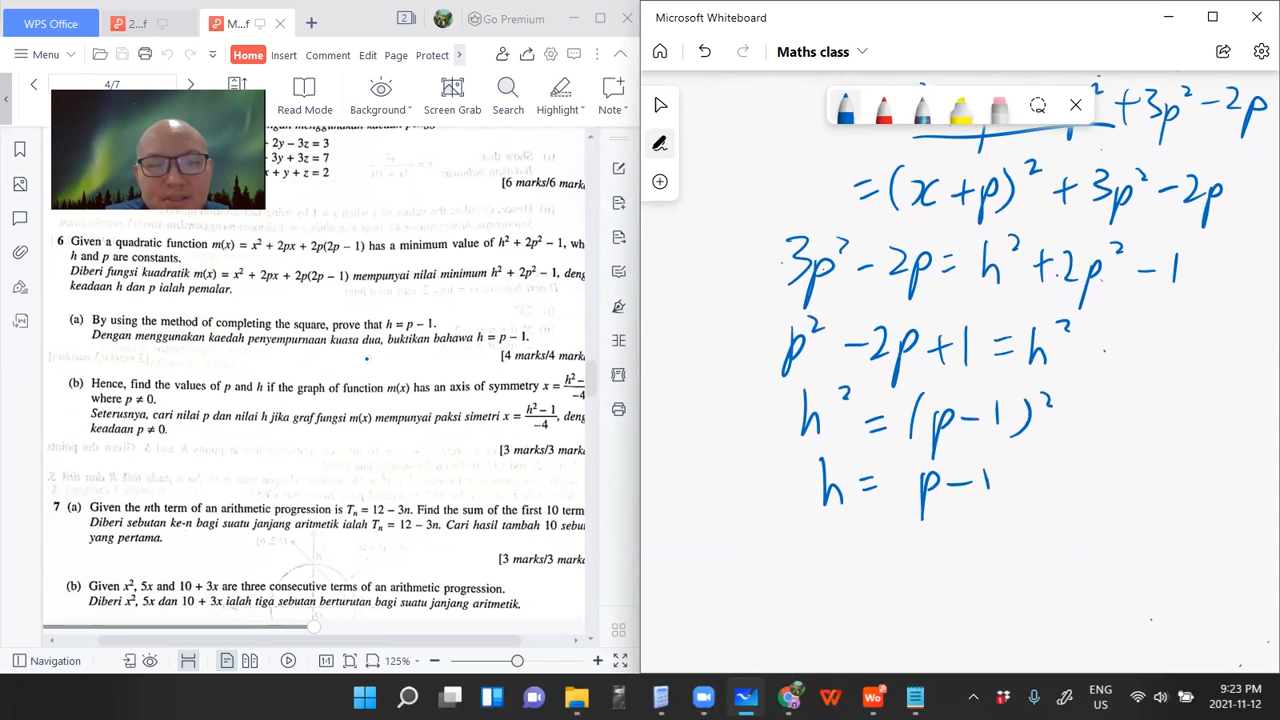 WPS Office
2...f
M...f
2
Go Premium
Menu
Home Insert Comment Edit Page Protect
4/7
Read Mode
Background
Screen Grab
Search
Highlight
Note
2y − 3z = 3
3y + 3z = 7
x + y + z = 2
[6 marks/6 mark
6 Given a quadratic function m(x) = x² + 2px + 2p(2p − 1) has a minimum value of h² + 2p² − 1, wh
h and p are constants.
Diberi fungsi kuadratik m(x) = x² + 2px + 2p(2p − 1) mempunyai nilai minimum h² + 2p² − 1, deng
keadaan h dan p ialah pemalar.
(a) By using the method of completing the square, prove that h = p − 1.
Dengan menggunakan kaedah penyempurnaan kuasa dua, buktikan bahawa h = p − 1.
[4 marks/4 mark
(b) Hence, find the values of p and h if the graph of function m(x) has an axis of symmetry x = h² −/−4
where p ≠ 0.
Seterusnya, cari nilai p dan nilai h jika graf fungsi m(x) mempunyai paksi simetri x = h² − 1/−4, deng
keadaan p ≠ 0.
[3 marks/3 mark
7 (a) Given the nth term of an arithmetic progression is Tn = 12 − 3n. Find the sum of the first 10 term
Diberi sebutan ke-n bagi suatu janjang aritmetik ialah Tn = 12 − 3n. Cari hasil tambah 10 sebu
yang pertama.
[3 marks/3 mark
(b) Given x², 5x and 10 + 3x are three consecutive terms of an arithmetic progression.
Diberi x², 5x dan 10 + 3x ialah tiga sebutan berturutan bagi suatu janjang aritmetik.
Navigation
125%
Microsoft Whiteboard
Maths class
+ 3p² − 2p
= (x + p)² + 3p² − 2p
3p² − 2p = h² + 2p² − 1
p² − 2p + 1 = h²
h² = (p − 1)²
h = p − 1
ENG
US
9:23 PM
2021-11-12